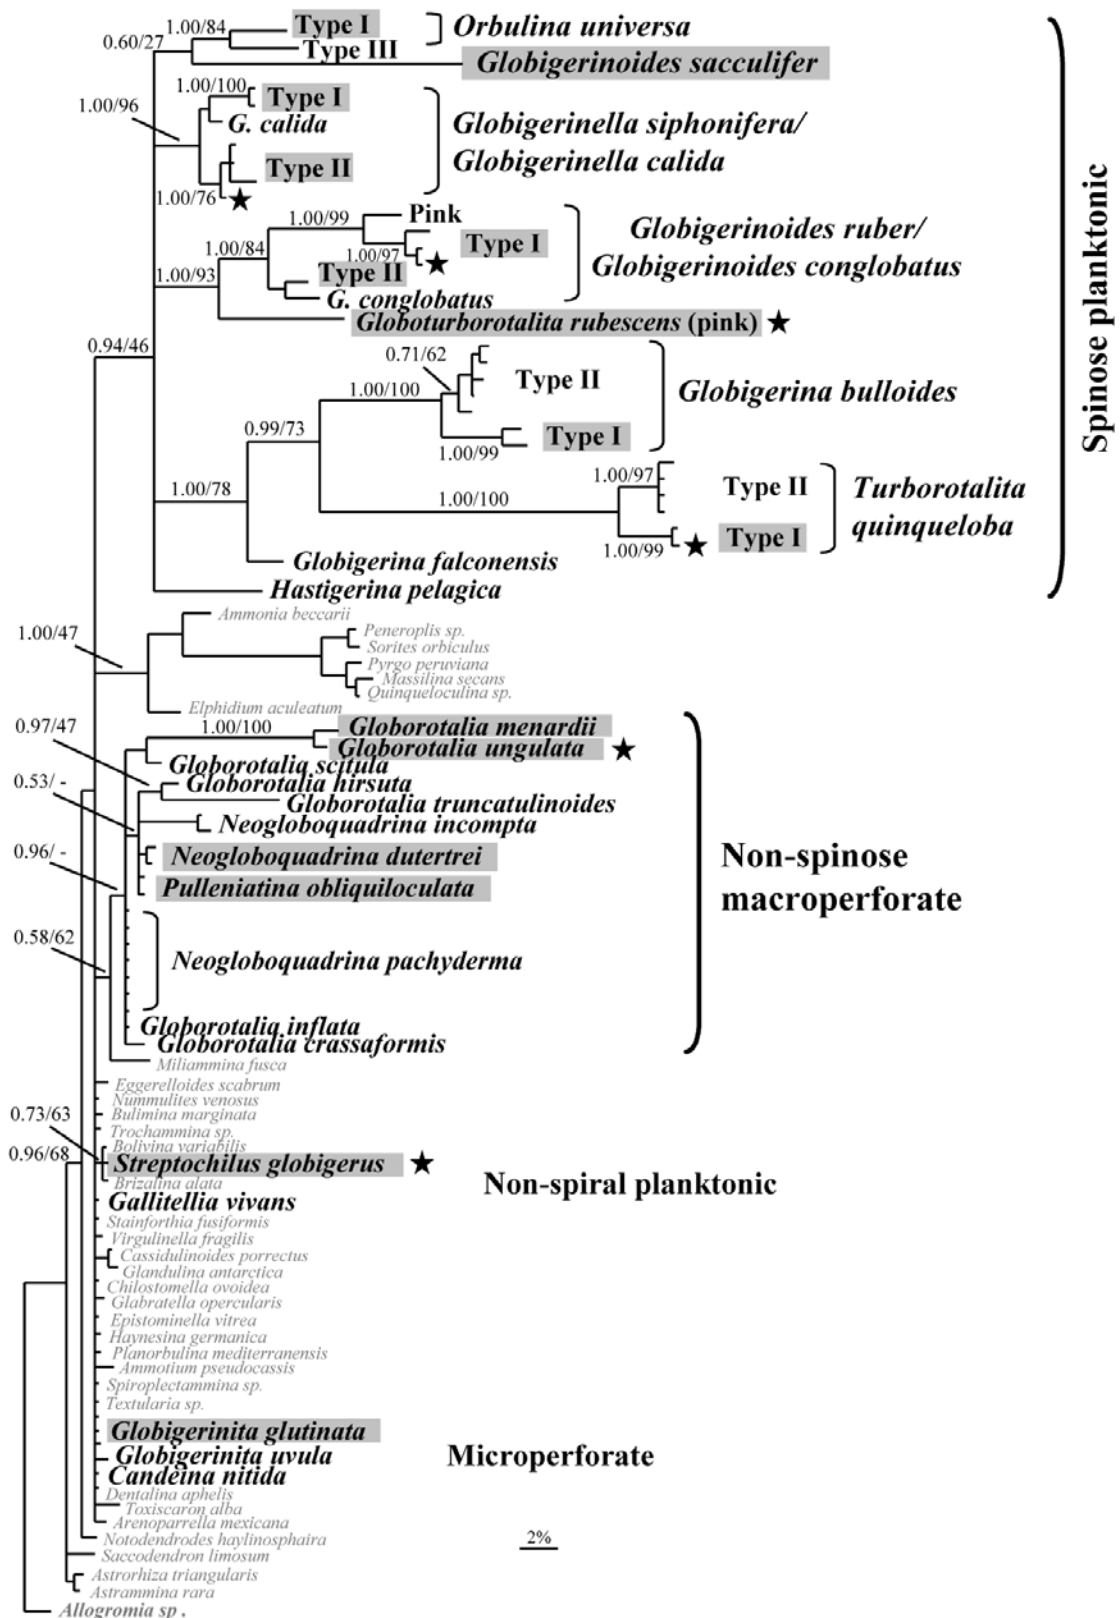 1.00/84
Type I
Orbulina universa
0.60/27
Type III
Globigerinoides sacculifer
1.00/100
Type I
1.00/96
G. calida
Globigerinella siphonifera/
Globigerinella calida
Type II
1.00/76
Pink
1.00/99
Type I
1.00/97
1.00/84
Type II
Globigerinoides ruber/
Globigerinoides conglobatus
1.00/93
G. conglobatus
Globoturborotalita rubescens (pink)
Spinose planktonic
0.94/46
0.71/62
Type II
1.00/100
Globigerina bulloides
0.99/73
Type I
1.00/99
1.00/97
Type II
Turborotalita
quinqueloba
1.00/78
1.00/100
Type I
1.00/99
Globigerina falconensis
Hastigerina pelagica
Ammonia beccarii
1.00/47
Peneroplis sp.
Sorites orbiculus
Pyrgo peruviana
Massilina secans
Quinqueloculina sp.
Elphidium aculeatum
0.97/47
1.00/100
Globorotalia menardii
Globorotalia ungulata
Globorotalia scitula
0.53/ -
Globorotalia hirsuta
Globorotalia truncatulinoides
Neogloboquadrina incompta
0.96/ -
Neogloboquadrina dutertrei
Pulleniatina obliquiloculata
Non-spinose
macroperforate
0.58/62
Neogloboquadrina pachyderma
Globorotalia inflata
Globorotalia crassaformis
Miliammina fusca
Eggerelloides scabrum
Nummulites venosus
Bulimina marginata
0.73/63
Trochammina sp.
Bolivina variabilis
0.96/68
Streptochilus globigerus
Brizalina alata
Non-spiral planktonic
Gallitellia vivans
Stainforthia fusiformis
Virgulinella fragilis
Cassidulinoides porrectus
Glandulina antarctica
Chilostomella ovoidea
Glabratella opercularis
Epistominella vitrea
Haynesina germanica
Planorbulina mediterranensis
Ammotium pseudocassis
Spiroplectammina sp.
Textularia sp.
Globigerinita glutinata
Globigerinita uvula
Microperforate
Candeina nitida
Dentalina aphelis
Toxiscaron alba
Arenoparrella mexicana
Notodendrodes haylinosphaira
2%
Saccodendron limosum
Astrorhiza triangularis
Astrammina rara
Allogromia sp.